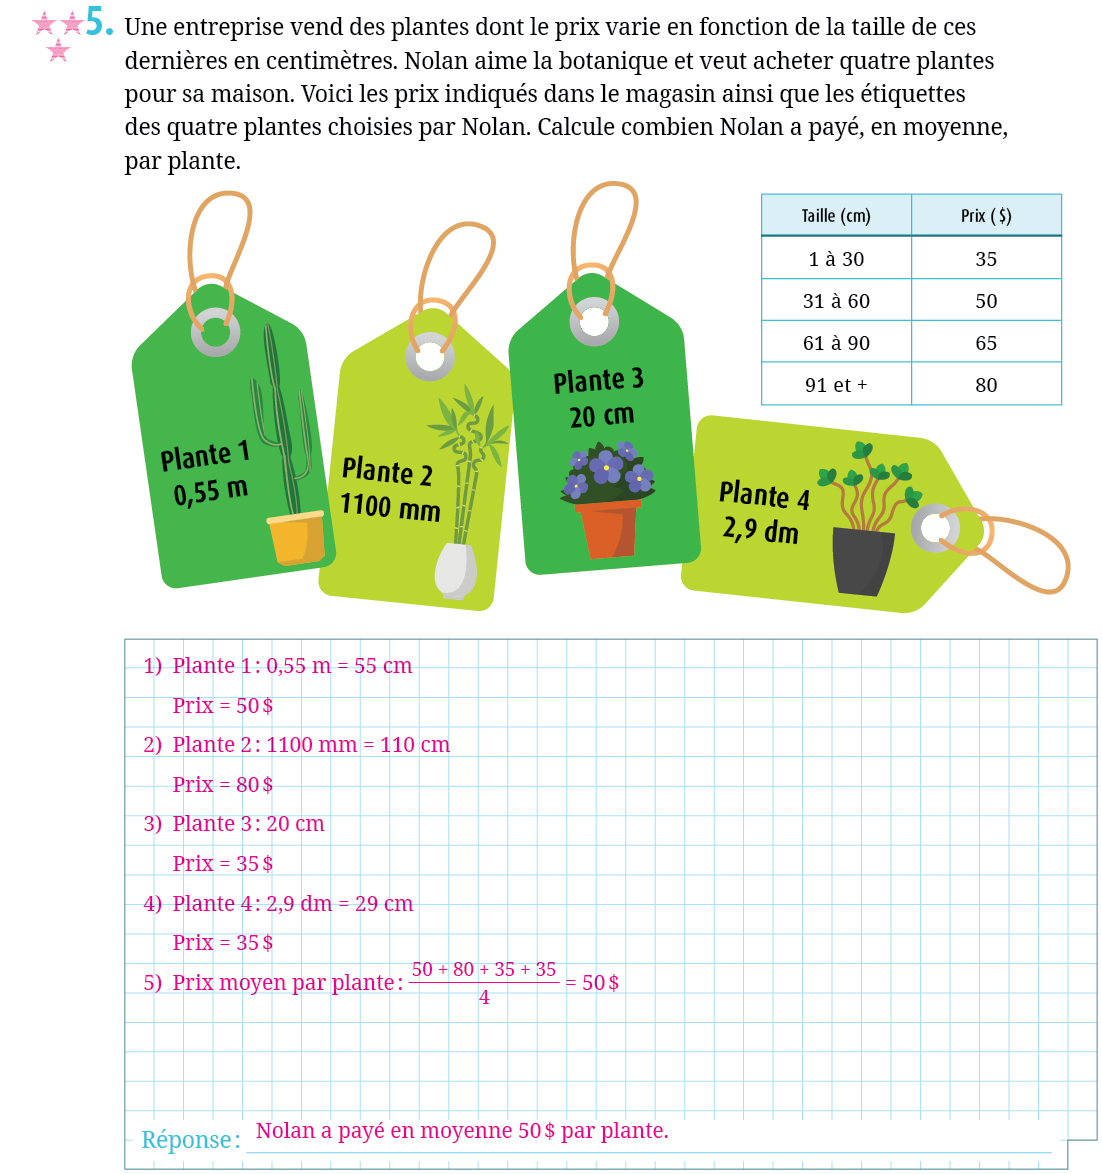 5. Une entreprise vend des plantes dont le prix varie en fonction de la taille de ces
dernières en centimètres. Nolan aime la botanique et veut acheter quatre plantes
pour sa maison. Voici les prix indiqués dans le magasin ainsi que les étiquettes
des quatre plantes choisies par Nolan. Calcule combien Nolan a payé, en moyenne,
par plante.
Plante 1
0,55 m
Plante 2
1100 mm
Plante 3
20 cm
Plante 4
2,9 dm
Taille (cm) Prix ($)
1 à 30 35
31 à 60 50
61 à 90 65
91 et + 80
1) Plante 1 : 0,55 m = 55 cm
Prix = 50 $
2) Plante 2 : 1100 mm = 110 cm
Prix = 80 $
3) Plante 3 : 20 cm
Prix = 35 $
4) Plante 4 : 2,9 dm = 29 cm
Prix = 35 $
5) Prix moyen par plante : (50 + 80 + 35 + 35)/4 = 50 $
Réponse : Nolan a payé en moyenne 50 $ par plante.